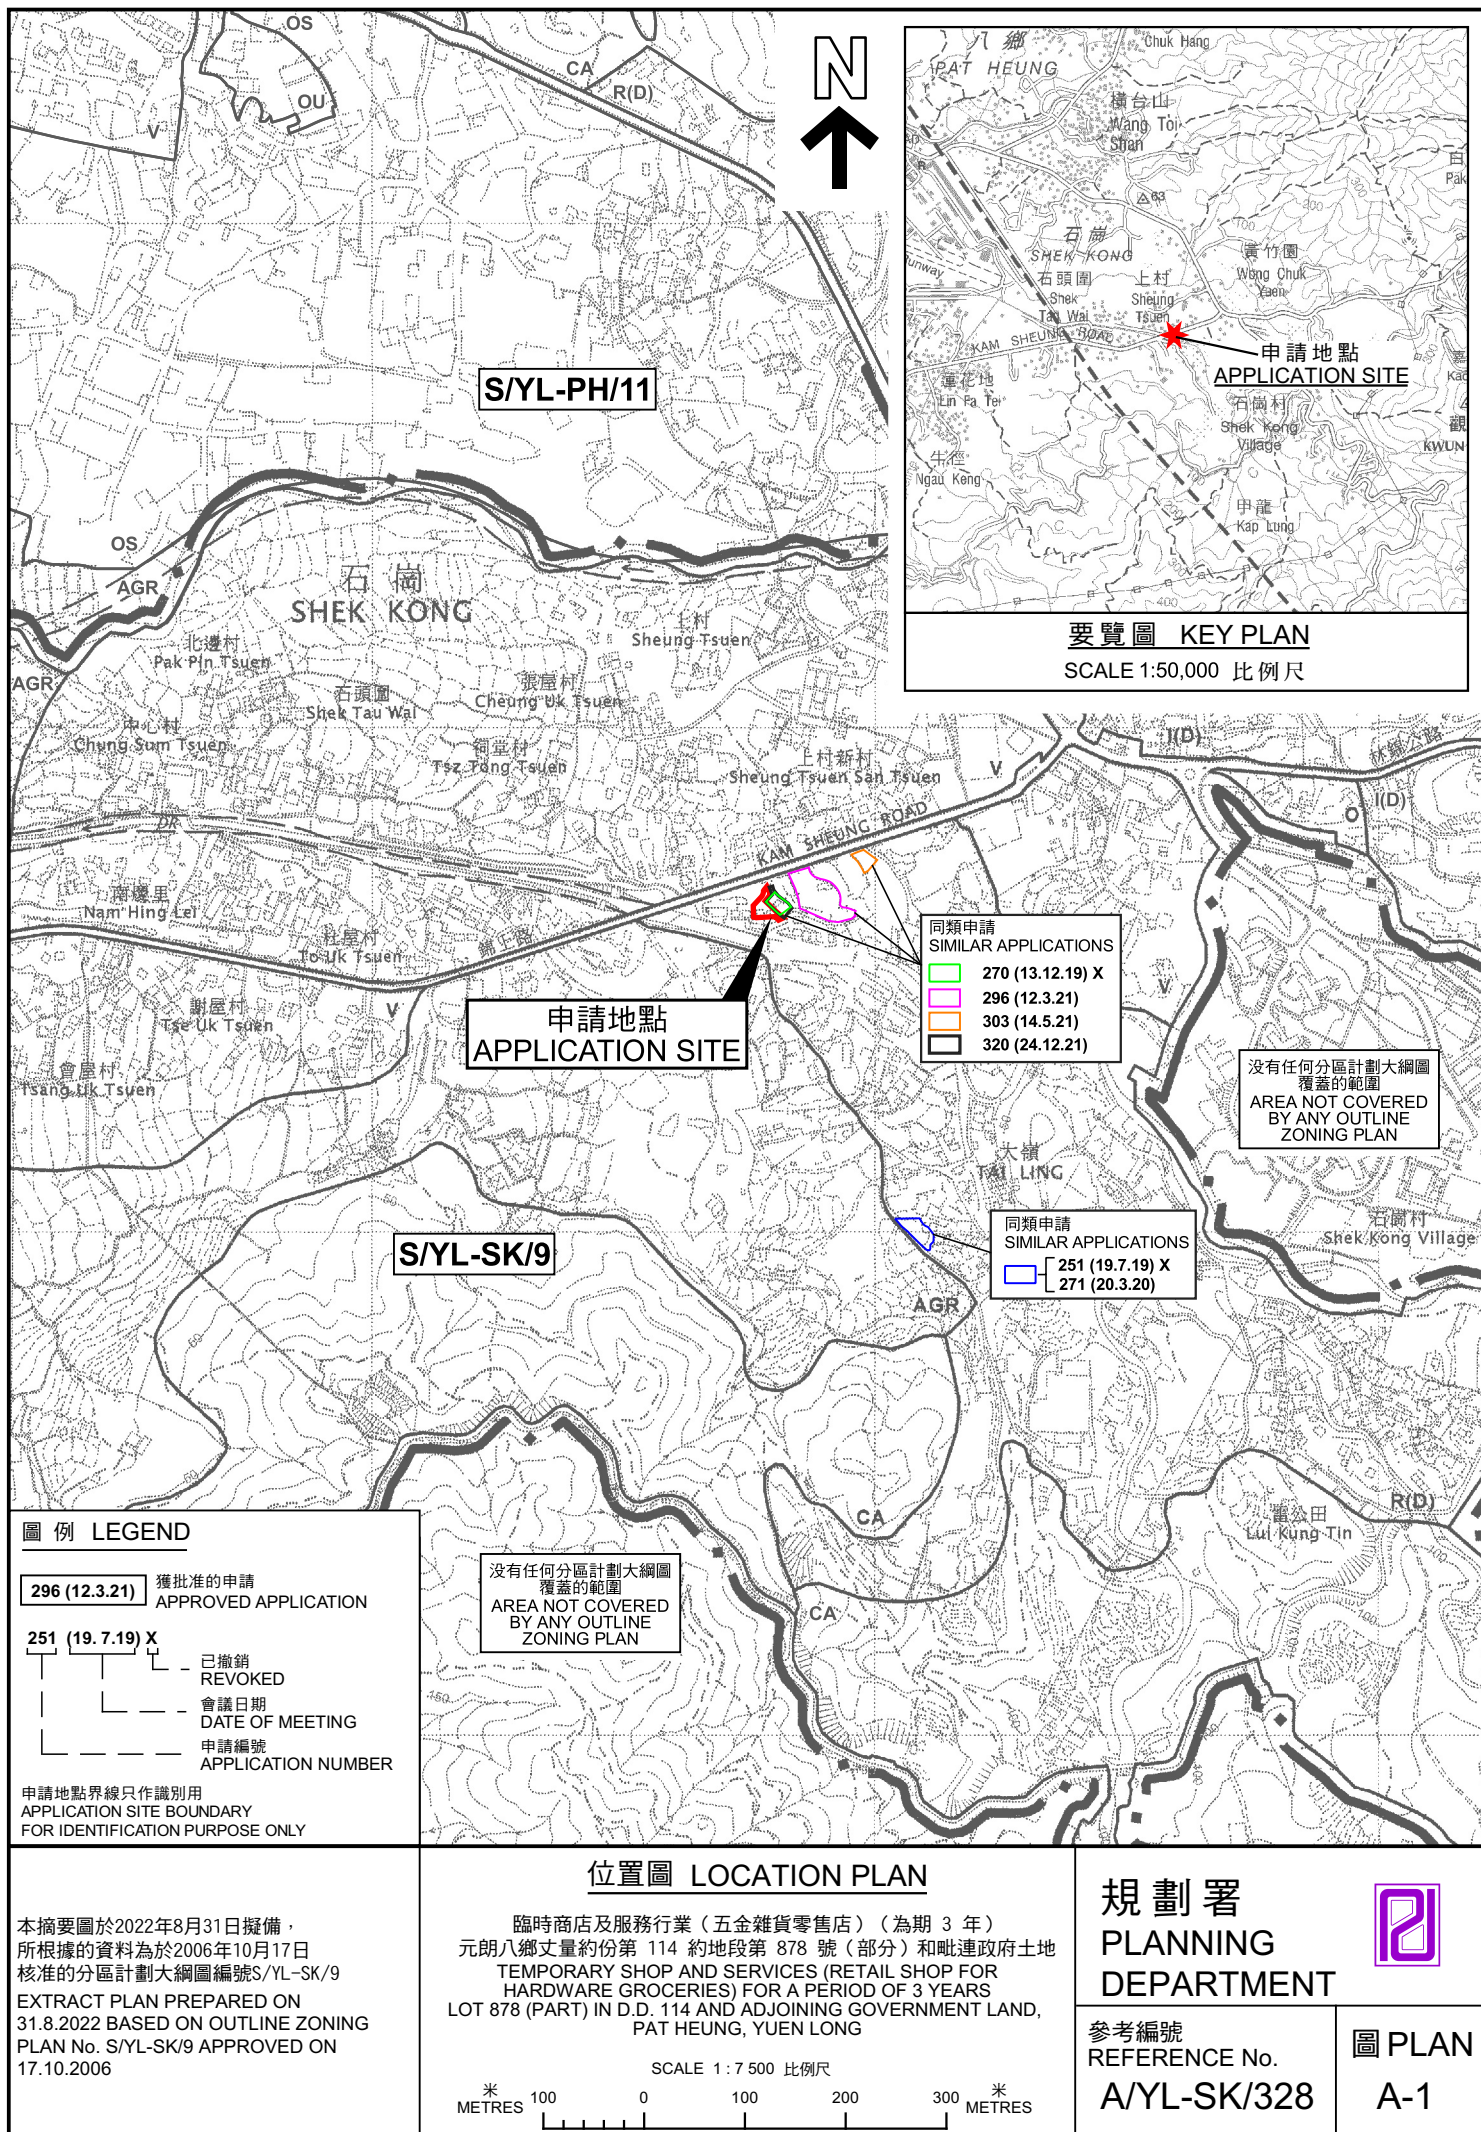 OS
CA
R(D)
OU
V
N
S/YL-PH/11
八鄉
PAT HEUNG
Chuk Hang
橫台山
Wang Toi
Shan
63
石崗
SHEK KONG
石頭圍
Shek
Tau Wai
上村
Sheung
Tsuen
黃竹園
Wong Chuk
Yuen
KAM SHEUNG ROAD
蓮花地
Lin Fa Tei
牛徑
Ngau Keng
申請地點
APPLICATION SITE
石崗村
Shek Kong
Village
甲龍
Kap Lung
白
Pak
觀
KWUN
100
200
300
200
300
400
要覽圖 KEY PLAN
SCALE 1:50,000 比例尺
OS
AGR
石崗
SHEK KONG
上村
Sheung Tsuen
北邊村
Pak Pin Tsuen
AGR
石頭圍
Shek Tau Wai
張屋村
Cheung Uk Tsuen
中心村
Chung Sum Tsuen
祠堂村
Tsz Tong Tsuen
上村新村
Sheung Tsuen San Tsuen
V
I(D)
林錦公路
I(D)
DR
KAM SHEUNG ROAD
南慶里
Nam Hing Lei
杜屋村
To Uk Tsuen
錦上路
謝屋村
Tse Uk Tsuen
V
會屋村
Tsang Uk Tsuen
申請地點
APPLICATION SITE
同類申請
SIMILAR APPLICATIONS
270 (13.12.19) X
296 (12.3.21)
303 (14.5.21)
320 (24.12.21)
V
没有任何分區計劃大綱圖
覆蓋的範圍
AREA NOT COVERED
BY ANY OUTLINE
ZONING PLAN
大嶺
TAI LING
石崗村
Shek Kong Village
S/YL-SK/9
同類申請
SIMILAR APPLICATIONS
251 (19.7.19) X
271 (20.3.20)
AGR
CA
R(D)
雷公田
Lui Kung Tin
CA
没有任何分區計劃大綱圖
覆蓋的範圍
AREA NOT COVERED
BY ANY OUTLINE
ZONING PLAN
圖 例 LEGEND
296 (12.3.21)
獲批准的申請
APPROVED APPLICATION
251 (19. 7.19) X
已撤銷
REVOKED
會議日期
DATE OF MEETING
申請編號
APPLICATION NUMBER
申請地點界線只作識別用
APPLICATION SITE BOUNDARY
FOR IDENTIFICATION PURPOSE ONLY
本摘要圖於2022年8月31日擬備，
所根據的資料為於2006年10月17日
核准的分區計劃大綱圖編號S/YL-SK/9
EXTRACT PLAN PREPARED ON
31.8.2022 BASED ON OUTLINE ZONING
PLAN No. S/YL-SK/9 APPROVED ON
17.10.2006
位置圖 LOCATION PLAN
臨時商店及服務行業（五金雜貨零售店）（為期 3 年）
元朗八鄉丈量約份第 114 約地段第 878 號（部分）和毗連政府土地
TEMPORARY SHOP AND SERVICES (RETAIL SHOP FOR
HARDWARE GROCERIES) FOR A PERIOD OF 3 YEARS
LOT 878 (PART) IN D.D. 114 AND ADJOINING GOVERNMENT LAND,
PAT HEUNG, YUEN LONG
SCALE 1 : 7 500 比例尺
米
METRES
100 0 100 200 300
米
METRES
規劃署
PLANNING
DEPARTMENT
參考編號
REFERENCE No.
A/YL-SK/328
圖 PLAN
A-1